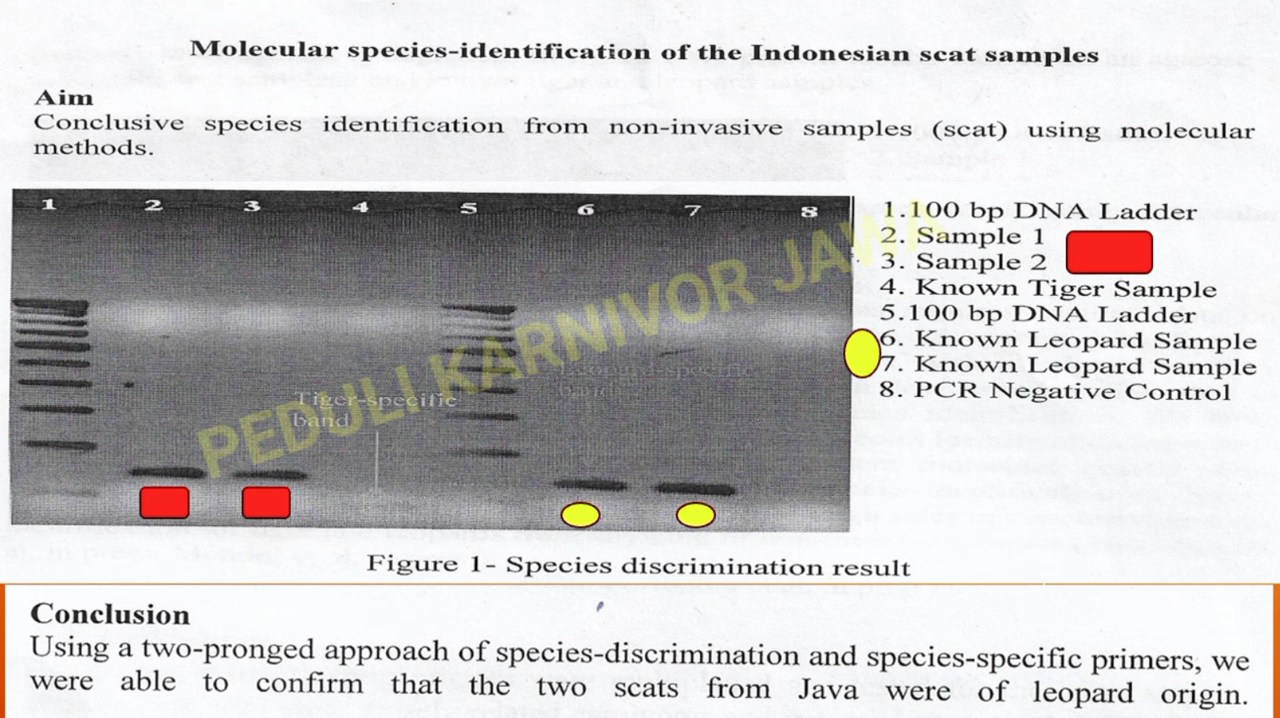 Molecular species-identification of the Indonesian scat samples
Aim
Conclusive species identification from non-invasive samples (scat) using molecular
methods.
1 2 3 4 5 6 7 8
1.100 bp DNA Ladder
2. Sample 1
3. Sample 2
4. Known Tiger Sample
5.100 bp DNA Ladder
6. Known Leopard Sample
7. Known Leopard Sample
8. PCR Negative Control
Leopard-specific
band
Tiger-specific
band
PEDULI KARNIVOR JAWA
Figure 1- Species discrimination result
Conclusion
Using a two-pronged approach of species-discrimination and species-specific primers, we
were able to confirm that the two scats from Java were of leopard origin.